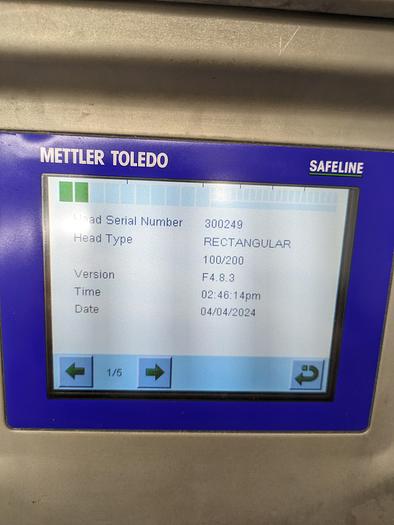 METTLER TOLEDO
SAFELINE
Head Serial Number 300249
Head Type RECTANGULAR
100/200
Version F4.8.3
Time 02:46:14pm
Date 04/04/2024
1/5